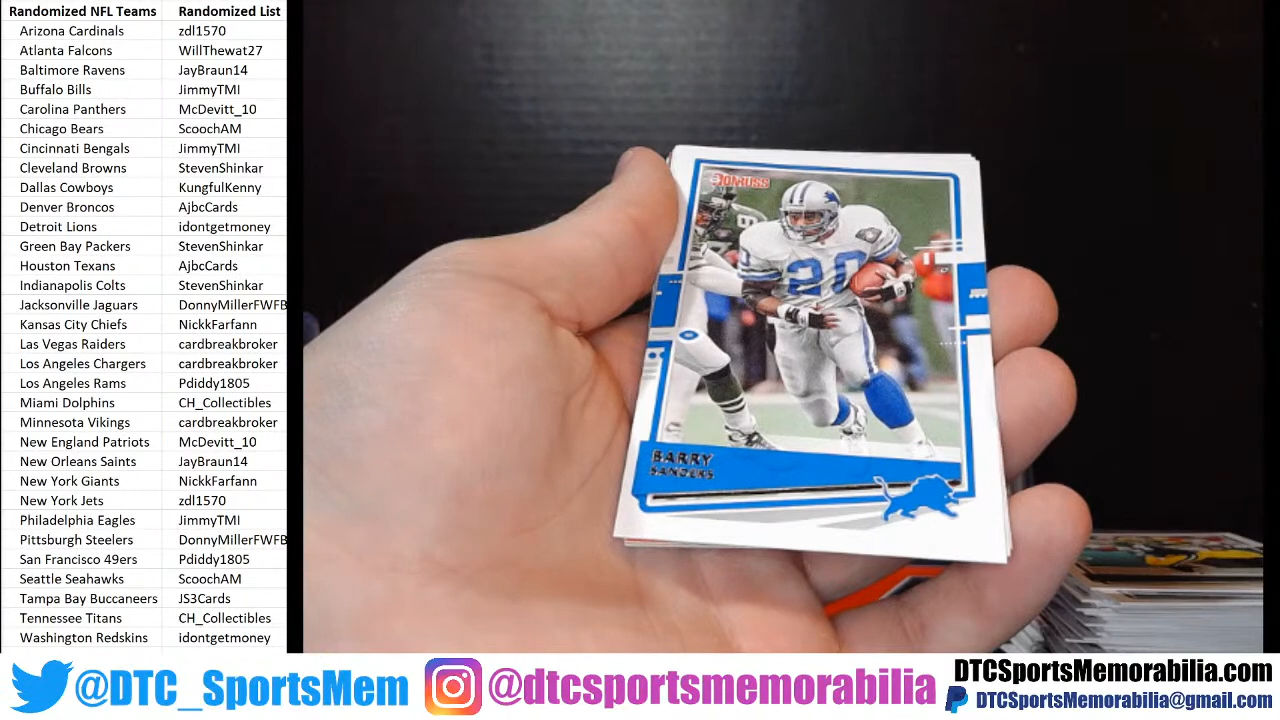 Randomized NFL Teams Randomized List
Arizona Cardinals zdl1570
Atlanta Falcons WillThewat27
Baltimore Ravens JayBraun14
Buffalo Bills JimmyTMI
Carolina Panthers McDevitt_10
Chicago Bears ScoochAM
Cincinnati Bengals JimmyTMI
Cleveland Browns StevenShinkar
Dallas Cowboys KungfulKenny
Denver Broncos AjbcCards
Detroit Lions idontgetmoney
Green Bay Packers StevenShinkar
Houston Texans AjbcCards
Indianapolis Colts StevenShinkar
Jacksonville Jaguars DonnyMillerFWFB
Kansas City Chiefs NickkFarfann
Las Vegas Raiders cardbreakbroker
Los Angeles Chargers cardbreakbroker
Los Angeles Rams Pdiddy1805
Miami Dolphins CH_Collectibles
Minnesota Vikings cardbreakbroker
New England Patriots McDevitt_10
New Orleans Saints JayBraun14
New York Giants NickkFarfann
New York Jets zdl1570
Philadelphia Eagles JimmyTMI
Pittsburgh Steelers DonnyMillerFWFB
San Francisco 49ers Pdiddy1805
Seattle Seahawks ScoochAM
Tampa Bay Buccaneers JS3Cards
Tennessee Titans CH_Collectibles
Washington Redskins idontgetmoney
DONRUSS
20
BARRY
SANDERS
@DTC_SportsMem
@dtcsportsmemorabilia
DTCSportsMemorabilia.com
DTCSportsMemorabilia@gmail.com